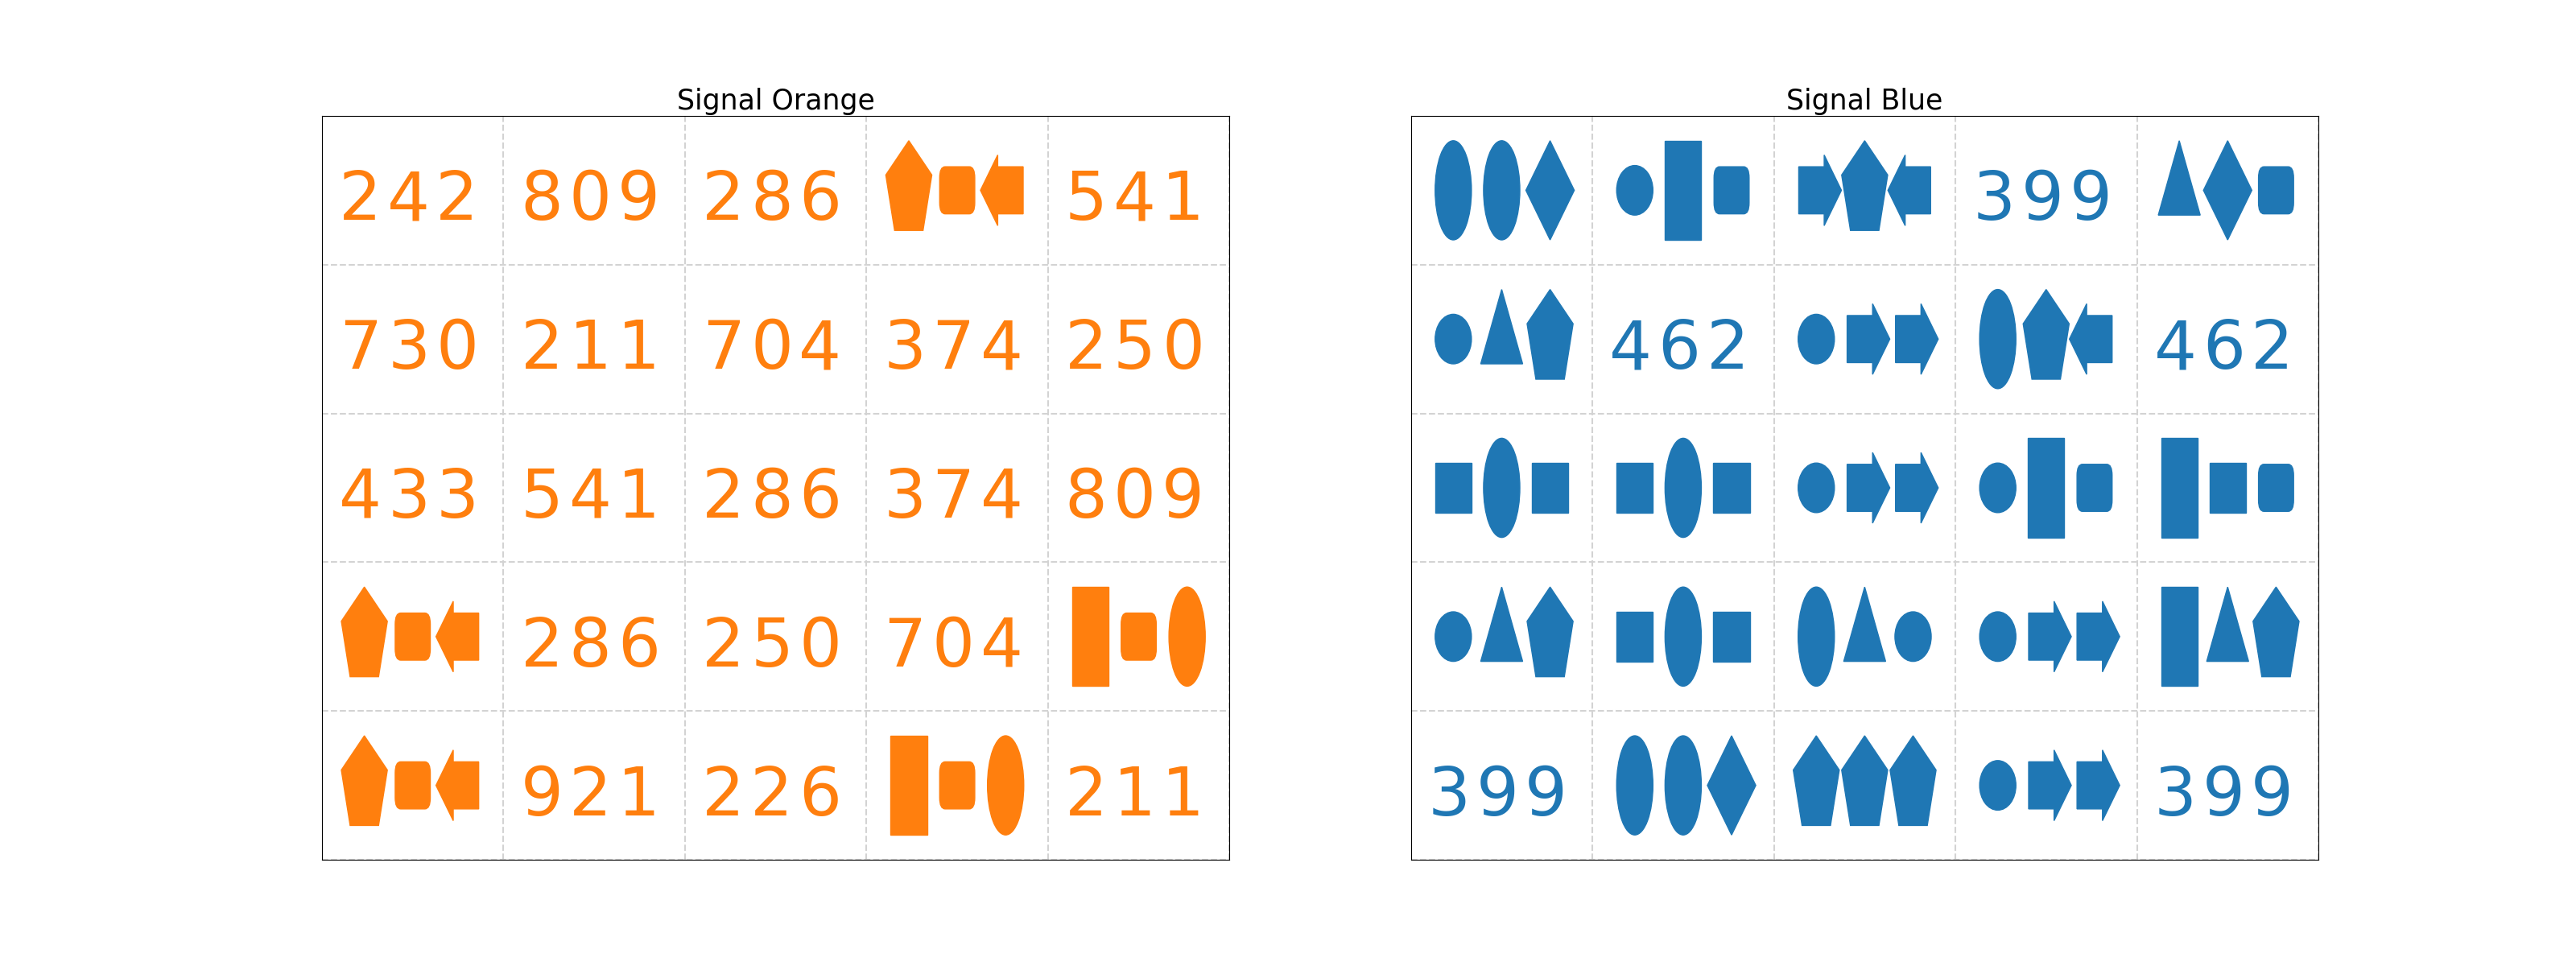 Signal Orange
242 809 286 541
730 211 704 374 250
433 541 286 374 809
286 250 704
921 226 211
Signal Blue
399
462 462
399 399